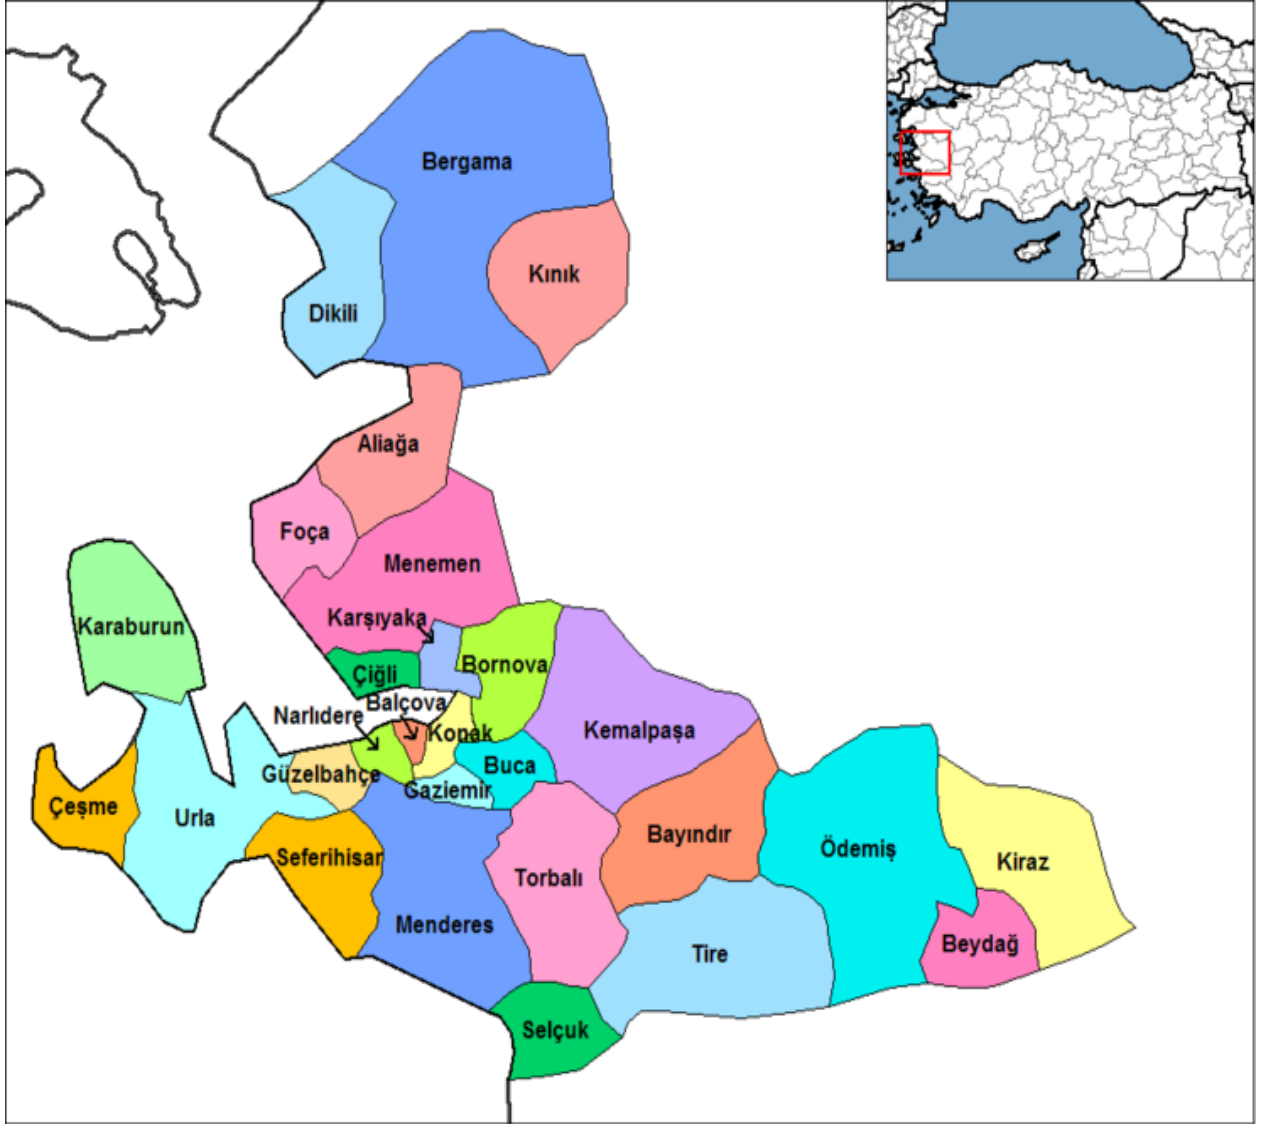 Bergama
Kınık
Dikili
Aliağa
Foça
Menemen
Karşıyaka
Karaburun
Bornova
Çiğli
Balçova
Narlıdere
Konak
Kemalpaşa
Buca
Güzelbahçe
Gaziemir
Çeşme
Urla
Bayındır
Ödemiş
Seferihisar
Kiraz
Torbalı
Menderes
Beydağ
Tire
Selçuk